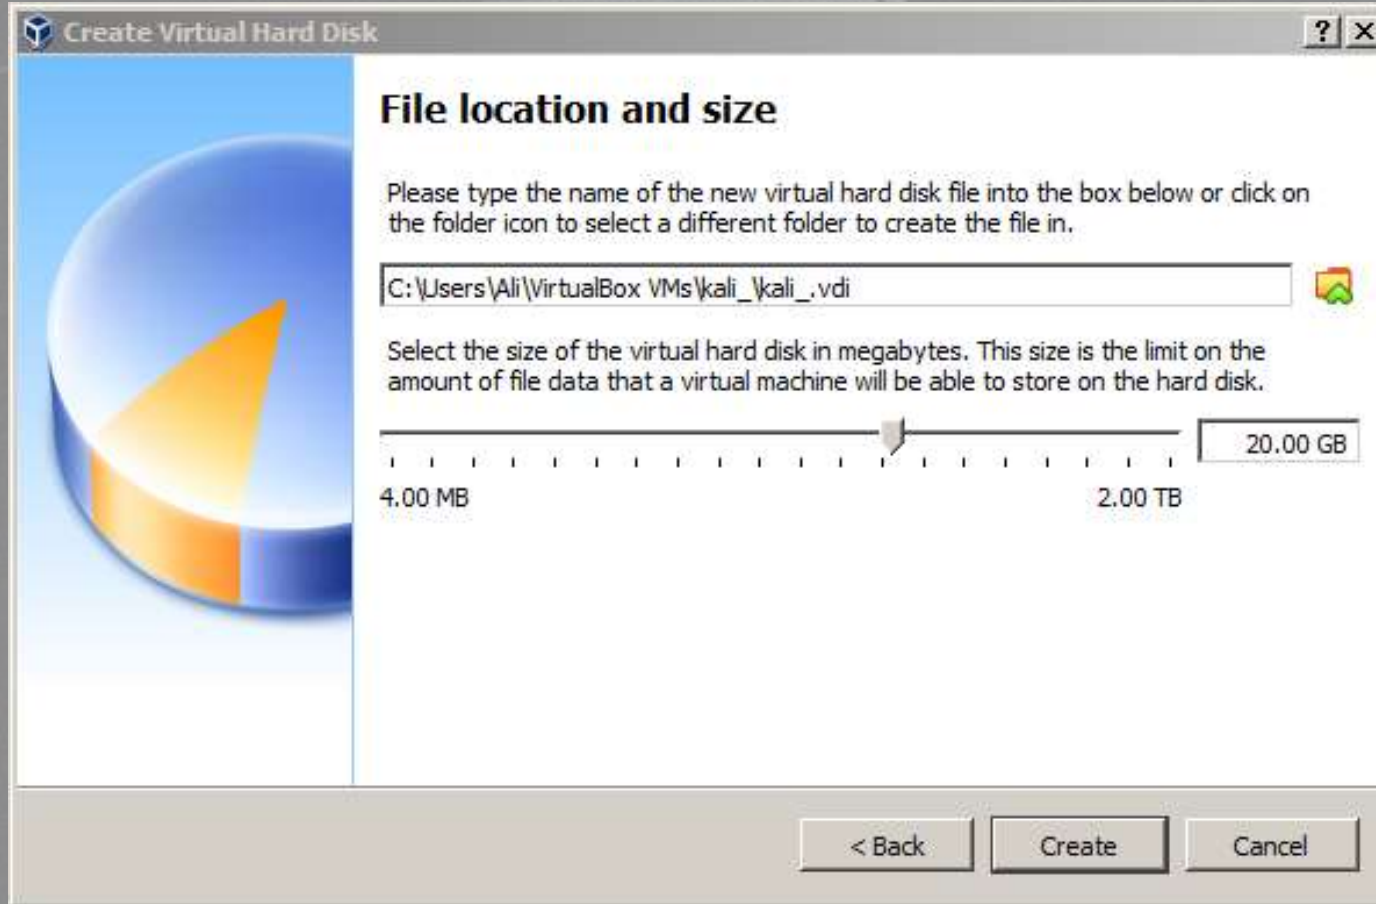 Create Virtual Hard Disk
File location and size
Please type the name of the new virtual hard disk file into the box below or click on
the folder icon to select a different folder to create the file in.
C:\Users\Ali\VirtualBox VMs\kali_\kali_.vdi
Select the size of the virtual hard disk in megabytes. This size is the limit on the
amount of file data that a virtual machine will be able to store on the hard disk.
20.00 GB
4.00 MB 2.00 TB
< Back Create Cancel